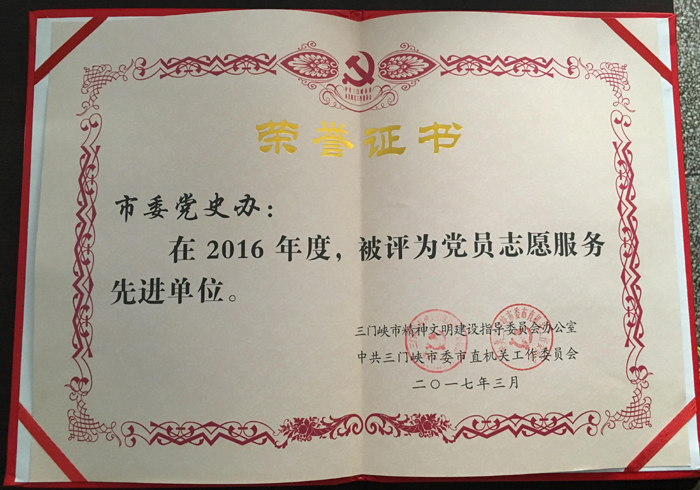 荣誉证书
市委党史办：
在 2016 年度，被评为党员志愿服务
先进单位。
三门峡市精神文明建设指导委员会办公室
中共三门峡市委市直机关工作委员会
二〇一七年三月